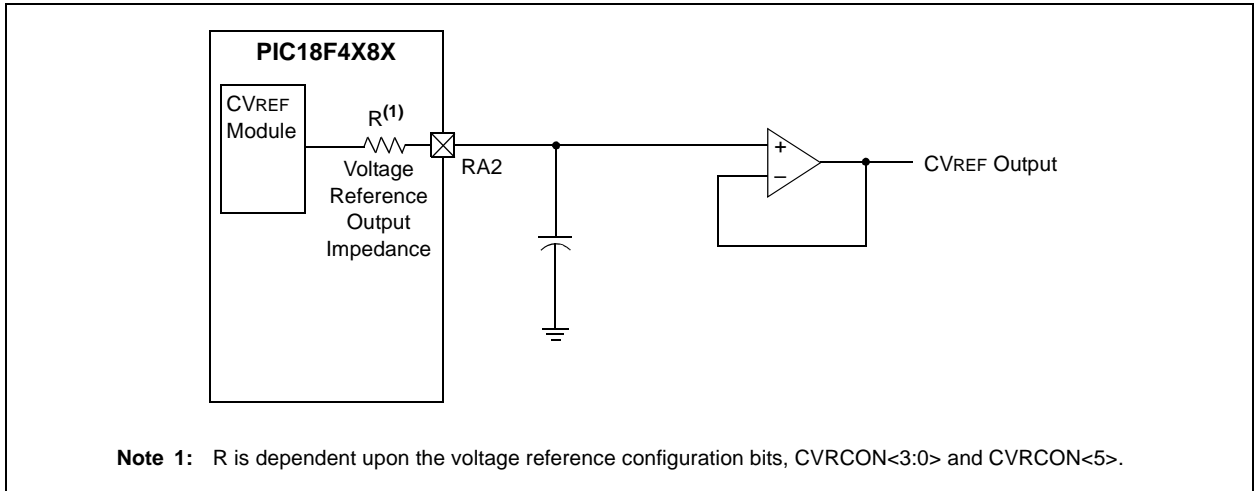 PIC18F4X8X
CVREF
Module
R(1)
Voltage
Reference
Output
Impedance
RA2
+
–
CVREF Output
Note 1: R is dependent upon the voltage reference configuration bits, CVRCON<3:0> and CVRCON<5>.